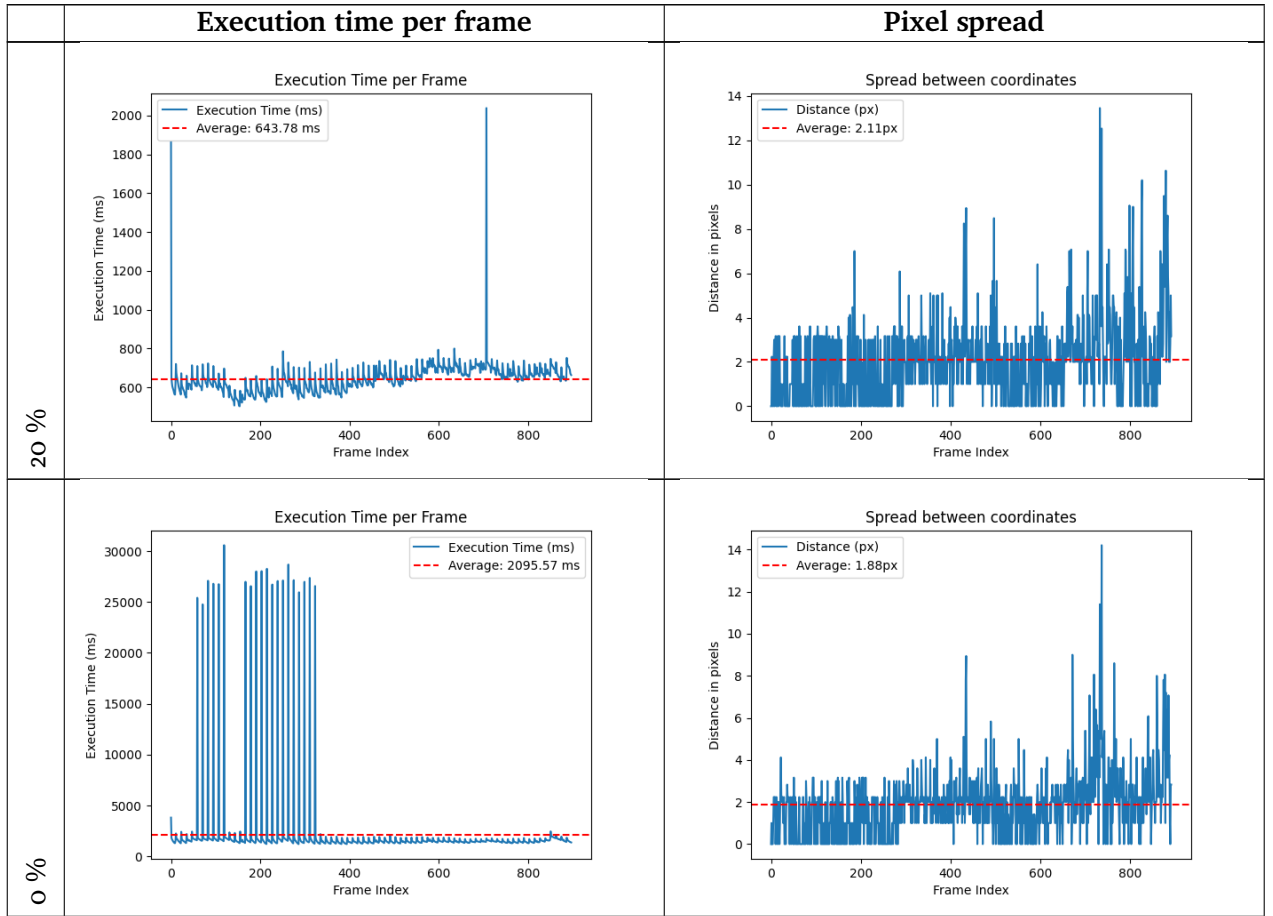 Execution time per frame
Pixel spread
20 %
Execution Time per Frame
Execution Time (ms)
Average: 643.78 ms
Execution Time (ms)
2000
1800
1600
1400
1200
1000
800
600
0 200 400 600 800
Frame Index
Spread between coordinates
Distance (px)
Average: 2.11px
Distance in pixels
14
12
10
8
6
4
2
0
0 200 400 600 800
Frame Index
0 %
Execution Time per Frame
Execution Time (ms)
Average: 2095.57 ms
Execution Time (ms)
30000
25000
20000
15000
10000
5000
0
0 200 400 600 800
Frame Index
Spread between coordinates
Distance (px)
Average: 1.88px
Distance in pixels
14
12
10
8
6
4
2
0
0 200 400 600 800
Frame Index